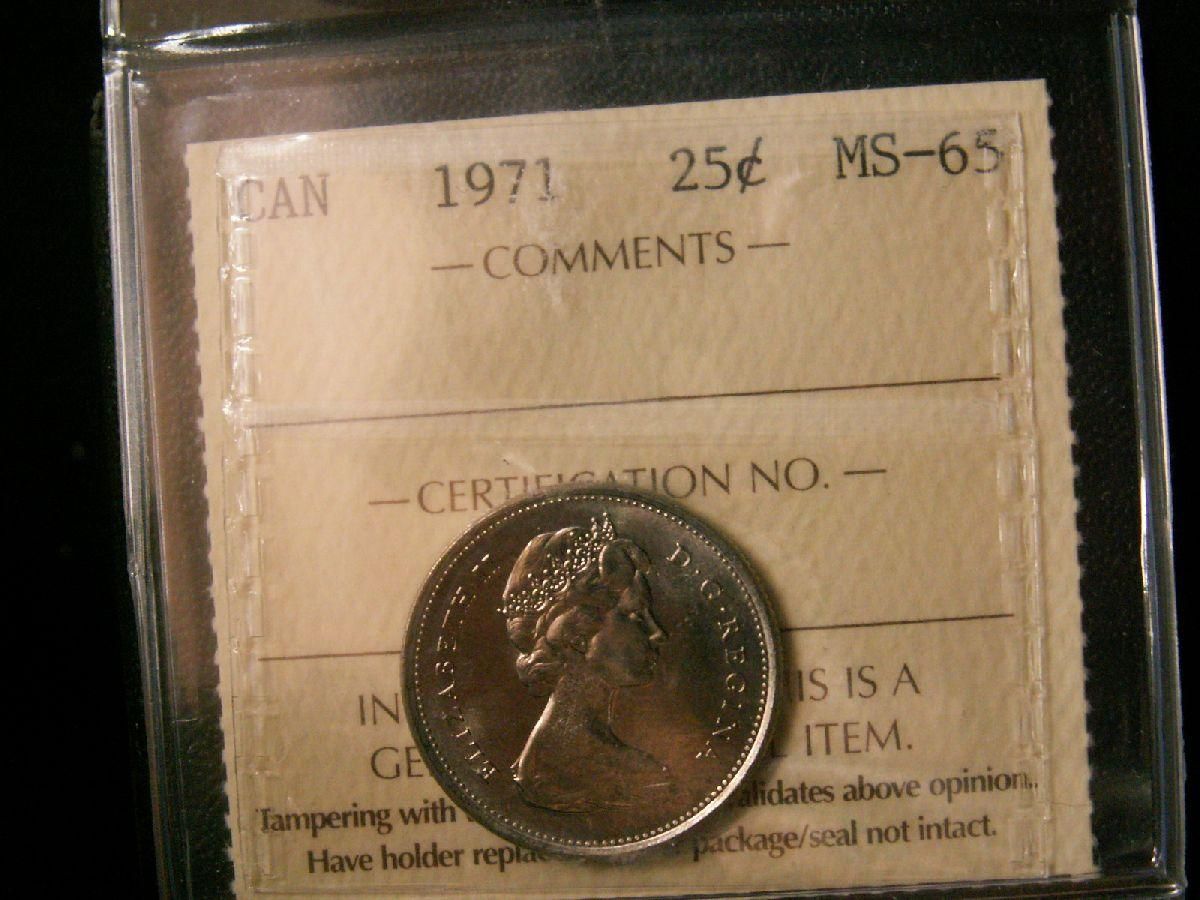 CAN 1971 25¢ MS-65
— COMMENTS —
— CERTIFICATION NO. —
ELIZABETH II D·G·REGINA
IN IS IS A
GE ITEM.
Tampering with alidates above opinion.
Have holder repla package/seal not intact.